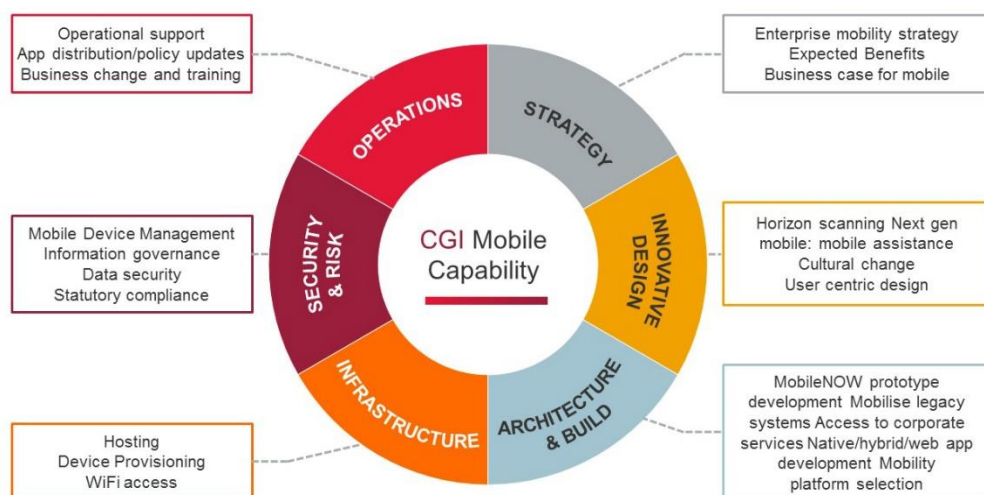 Operational support
App distribution/policy updates
Business change and training
Enterprise mobility strategy
Expected Benefits
Business case for mobile
OPERATIONS
STRATEGY
Mobile Device Management
Information governance
Data security
Statutory compliance
SECURITY
& RISK
CGI Mobile
Capability
INNOVATIVE
DESIGN
Horizon scanning Next gen
mobile: mobile assistance
Cultural change
User centric design
INFRASTRUCTURE
ARCHITECTURE
& BUILD
Hosting
Device Provisioning
WiFi access
MobileNOW prototype
development Mobilise legacy
systems Access to corporate
services Native/hybrid/web app
development Mobility
platform selection